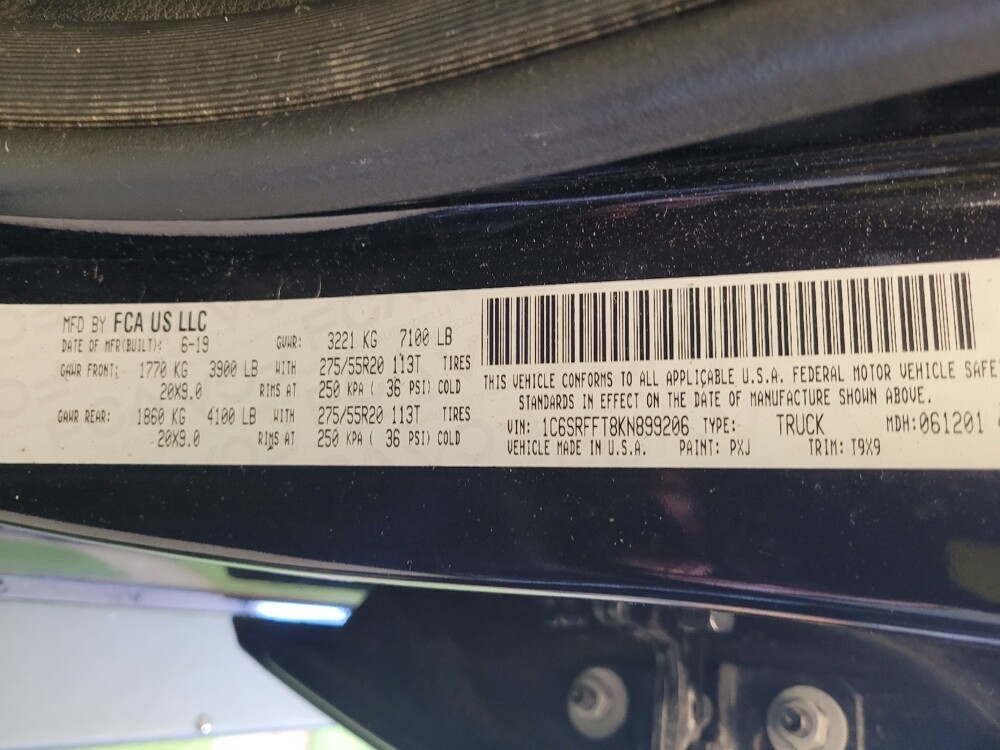 MFD BY FCA US LLC
DATE OF MFR(BUILT): 6-19 GVWR: 3221 KG 7100 LB
GAWR FRONT: 1770 KG 3900 LB WITH 275/55R20 113T TIRES
20X9.0 RIMS AT 250 KPA ( 36 PSI) COLD
GAWR REAR: 1860 KG 4100 LB WITH 275/55R20 113T TIRES
20X9.0 RIMS AT 250 KPA ( 36 PSI) COLD
THIS VEHICLE CONFORMS TO ALL APPLICABLE U.S.A. FEDERAL MOTOR VEHICLE SAFE
STANDARDS IN EFFECT ON THE DATE OF MANUFACTURE SHOWN ABOVE.
VIN: 1C6SRFFT8KN899206 TYPE: TRUCK MDH:061201
VEHICLE MADE IN U.S.A. PAINT: PXJ TRIM: T9X9